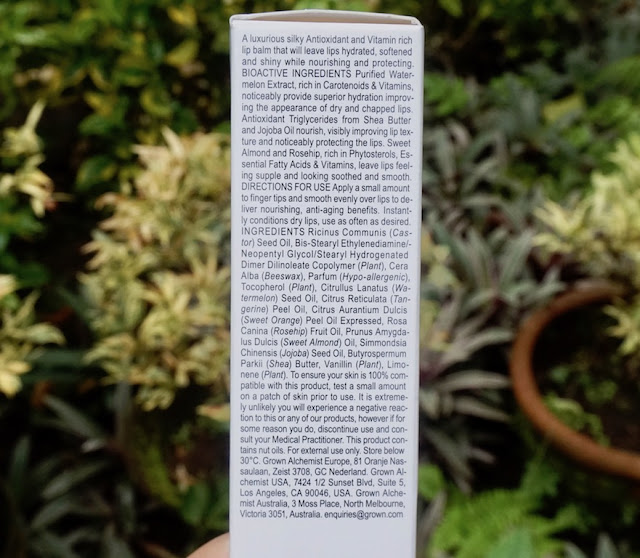 A luxurious silky Antioxidant and Vitamin rich
lip balm that will leave lips hydrated, softened
and shiny while nourishing and protecting.
BIOACTIVE INGREDIENTS Purified Water-
melon Extract, rich in Carotenoids & Vitamins,
noticeably provide superior hydration improv-
ing the appearance of dry and chapped lips.
Antioxidant Triglycerides from Shea Butter
and Jojoba Oil nourish, visibly improving lip tex-
ture and noticeably protecting the lips. Sweet
Almond and Rosehip, rich in Phytosterols, Es-
sential Fatty Acids & Vitamins, leave lips feel-
ing supple and looking soothed and smooth.
DIRECTIONS FOR USE Apply a small amount
to finger tips and smooth evenly over lips to de-
liver nourishing, anti-aging benefits. Instant-
ly conditions dry lips, use as often as desired.
INGREDIENTS Ricinus Communis (Cas-
tor) Seed Oil, Bis-Stearyl Ethylenediamine/
Neopentyl Glycol/Stearyl Hydrogenated
Dimer Dilinoleate Copolymer (Plant), Cera
Alba (Beeswax), Parfum (Hypo-allergenic),
Tocopherol (Plant), Citrullus Lanatus (Wa-
termelon) Seed Oil, Citrus Reticulata (Tan-
gerine) Peel Oil, Citrus Aurantium Dulcis
(Sweet Orange) Peel Oil Expressed, Rosa
Canina (Rosehip) Fruit Oil, Prunus Amygda-
lus Dulcis (Sweet Almond) Oil, Simmondsia
Chinensis (Jojoba) Seed Oil, Butyrospermum
Parkii (Shea) Butter, Vanillin (Plant), Limo-
nene (Plant). To ensure your skin is 100% com-
patible with this product, test a small amount
on a patch of skin prior to use. It is extreme-
ly unlikely you will experience a negative reac-
tion to this or any of our products, however if for
some reason you do, discontinue use and con-
sult your Medical Practitioner. This product con-
tains nut oils. For external use only. Store below
30°C. Grown Alchemist Europe, 81 Oranje Nas-
saulaan, Zeist 3708, GC Nederland. Grown Al-
chemist USA, 7424 1/2 Sunset Blvd, Suite 5,
Los Angeles, CA 90046, USA. Grown Alche-
mist Australia, 3 Moss Place, North Melbourne,
Victoria 3051, Australia. enquiries@grown.com